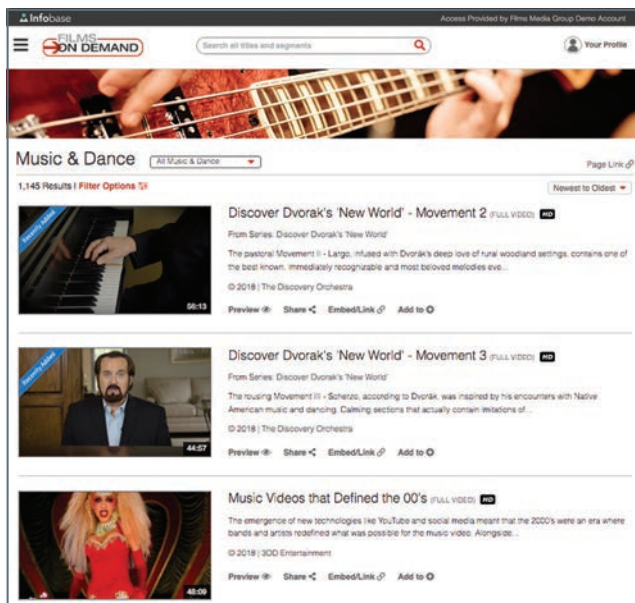 Infobase
Access Provided by Films Media Group Demo Account
FILMS
ON DEMAND
Search all titles and segments
Your Profile
Music & Dance
All Music & Dance
Page Link
1,145 Results | Filter Options
Newest to Oldest
Recently Added
56:13
Discover Dvorak's 'New World' - Movement 2 (FULL VIDEO) HD
From Series: Discover Dvorak's 'New World'
The pastoral Movement II - Largo, infused with Dvořák's deep love of rural woodland settings, contains one of
the best known, immediately recognizable and most beloved melodies eve...
© 2018 | The Discovery Orchestra
Preview Share Embed/Link Add to
Recently Added
44:57
Discover Dvorak's 'New World' - Movement 3 (FULL VIDEO) HD
From Series: Discover Dvorak's 'New World'
The rousing Movement III - Scherzo, according to Dvořák, was inspired by his encounters with Native
American music and dancing. Calming sections that actually contain imitations of...
© 2018 | The Discovery Orchestra
Preview Share Embed/Link Add to
48:09
Music Videos that Defined the 00's (FULL VIDEO) HD
The emergence of new technologies like YouTube and social media meant that the 2000's were an era where
bands and artists redefined what was possible for the music video. Alongside...
© 2018 | 3DD Entertainment
Preview Share Embed/Link Add to